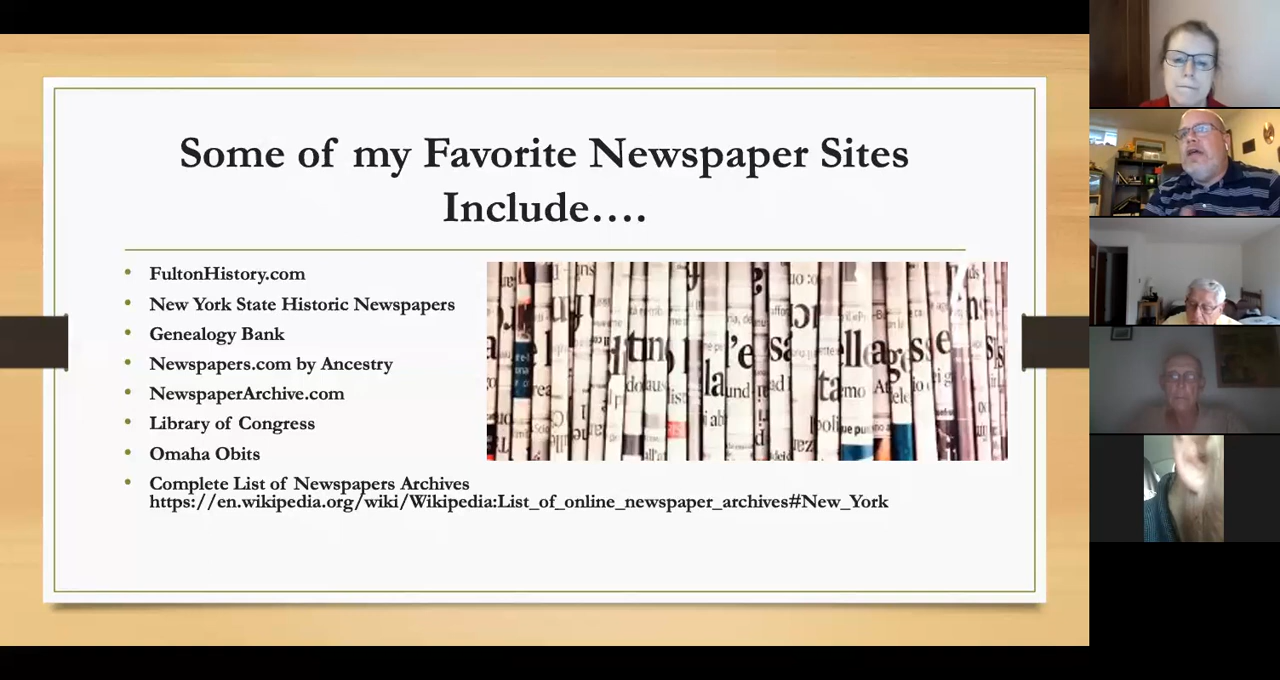 Some of my Favorite Newspaper Sites
Include....
• FultonHistory.com
• New York State Historic Newspapers
• Genealogy Bank
• Newspapers.com by Ancestry
• NewspaperArchive.com
• Library of Congress
• Omaha Obits
• Complete List of Newspapers Archives
https://en.wikipedia.org/wiki/Wikipedia:List_of_online_newspaper_archives#New_York